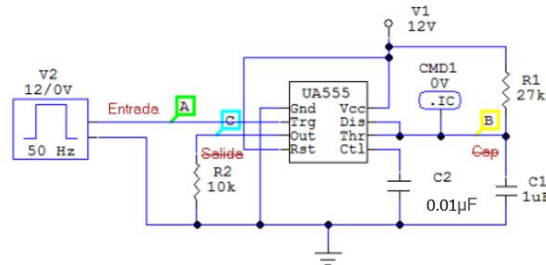 V1
12V
V2
12/0V
Entrada
A
C
UA555
CMD1
0V
.IC
R1
27k
Gnd
Vcc
Trg
Dis
Out
Thr
Rst
Ctl
B
Salida
Cap
50 Hz
R2
10k
C2
0.01µF
C1
1uF